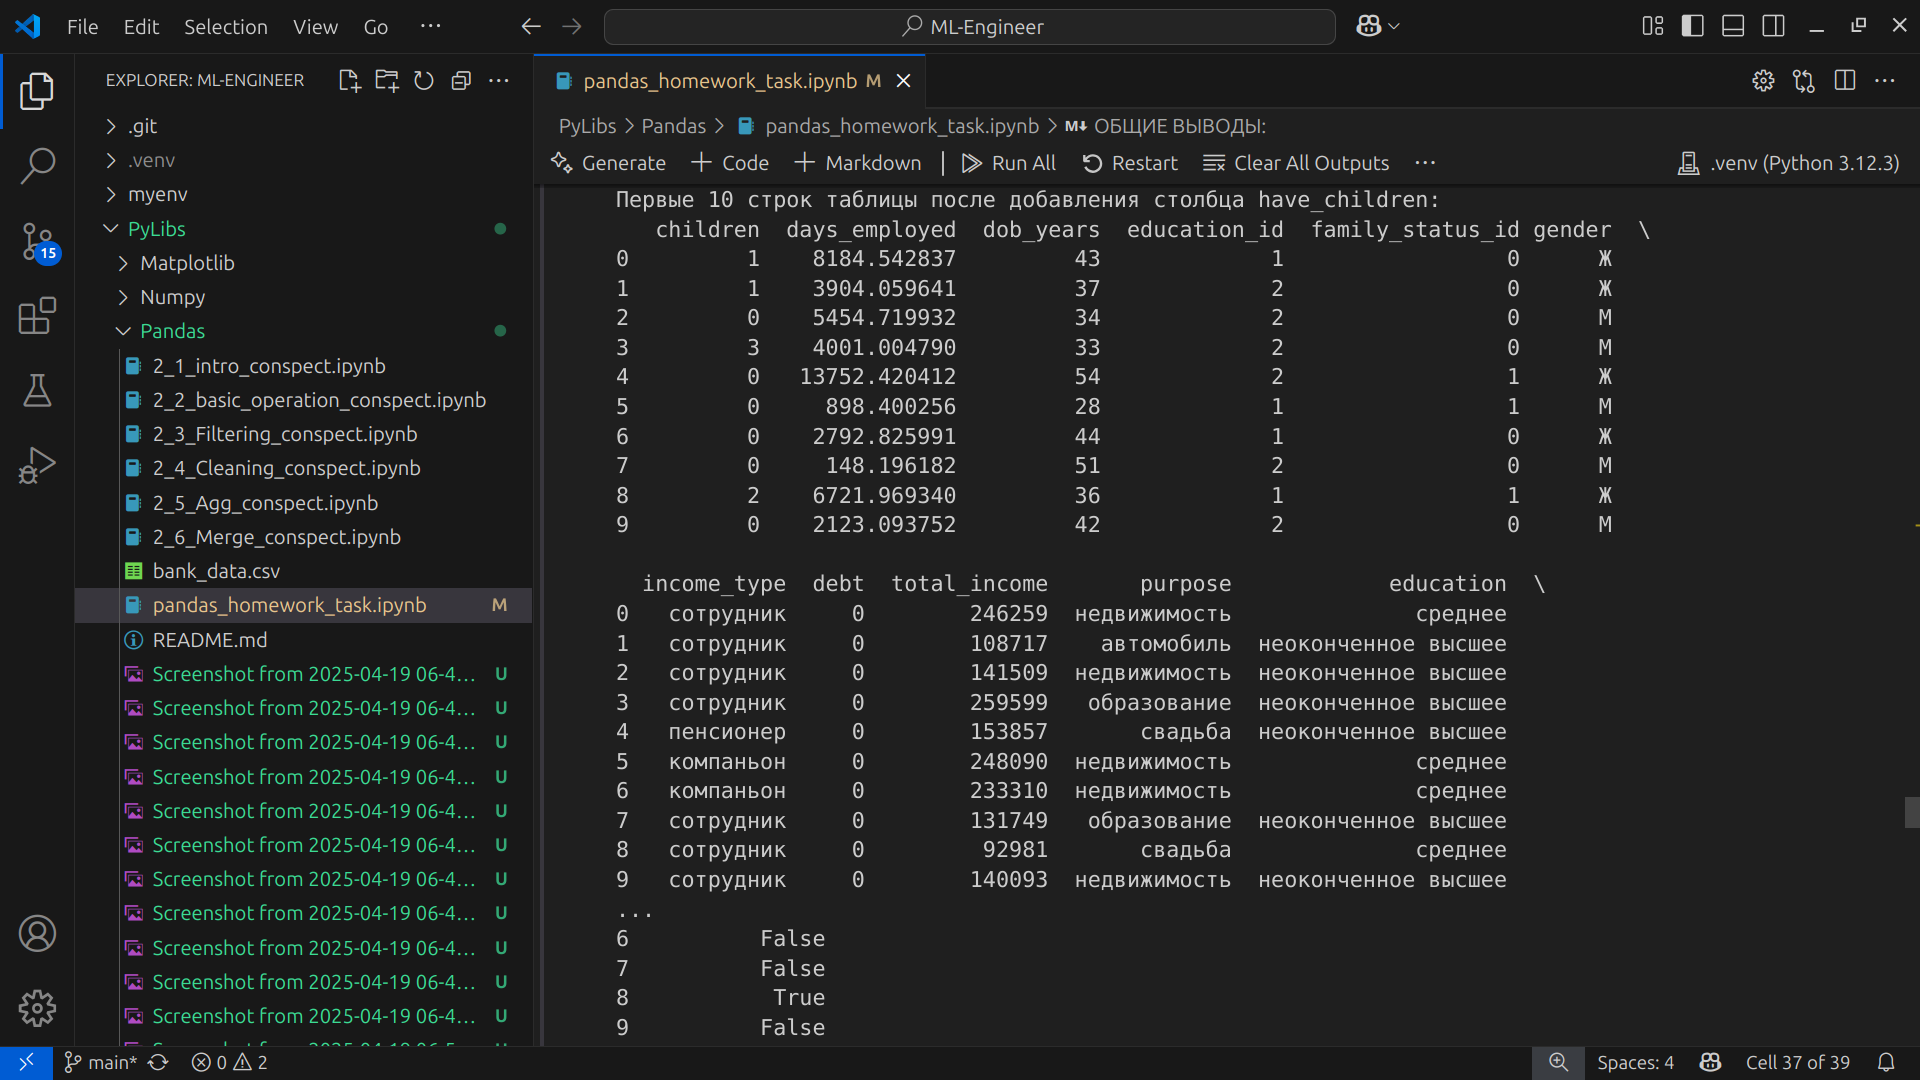 File Edit Selection View Go ···
ML-Engineer
EXPLORER: ML-ENGINEER
.git
.venv
myenv
PyLibs
Matplotlib
Numpy
Pandas
2_1_intro_conspect.ipynb
2_2_basic_operation_conspect.ipynb
2_3_Filtering_conspect.ipynb
2_4_Cleaning_conspect.ipynb
2_5_Agg_conspect.ipynb
2_6_Merge_conspect.ipynb
bank_data.csv
pandas_homework_task.ipynb M
README.md
Screenshot from 2025-04-19 06-4... U
Screenshot from 2025-04-19 06-4... U
Screenshot from 2025-04-19 06-4... U
Screenshot from 2025-04-19 06-4... U
Screenshot from 2025-04-19 06-4... U
Screenshot from 2025-04-19 06-4... U
Screenshot from 2025-04-19 06-4... U
Screenshot from 2025-04-19 06-4... U
Screenshot from 2025-04-19 06-4... U
Screenshot from 2025-04-19 06-4... U
Screenshot from 2025-04-19 06-4... U
15
pandas_homework_task.ipynb M
PyLibs > Pandas > pandas_homework_task.ipynb > M↓ ОБЩИЕ ВЫВОДЫ:
Generate + Code + Markdown | Run All Restart Clear All Outputs ··· .venv (Python 3.12.3)
Первые 10 строк таблицы после добавления столбца have_children:
children days_employed dob_years education_id family_status_id gender \
0 1 8184.542837 43 1 0 Ж
1 1 3904.059641 37 2 0 Ж
2 0 5454.719932 34 2 0 М
3 3 4001.004790 33 2 0 М
4 0 13752.420412 54 2 1 Ж
5 0 898.400256 28 1 1 М
6 0 2792.825991 44 1 0 Ж
7 0 148.196182 51 2 0 М
8 2 6721.969340 36 1 1 Ж
9 0 2123.093752 42 2 0 М
income_type debt total_income purpose education \
0 сотрудник 0 246259 недвижимость среднее
1 сотрудник 0 108717 автомобиль неоконченное высшее
2 сотрудник 0 141509 недвижимость неоконченное высшее
3 сотрудник 0 259599 образование неоконченное высшее
4 пенсионер 0 153857 свадьба неоконченное высшее
5 компаньон 0 248090 недвижимость среднее
6 компаньон 0 233310 недвижимость среднее
7 сотрудник 0 131749 образование неоконченное высшее
8 сотрудник 0 92981 свадьба среднее
9 сотрудник 0 140093 недвижимость неоконченное высшее
...
6 False
7 False
8 True
9 False
main* 0 2
Spaces: 4 Cell 37 of 39